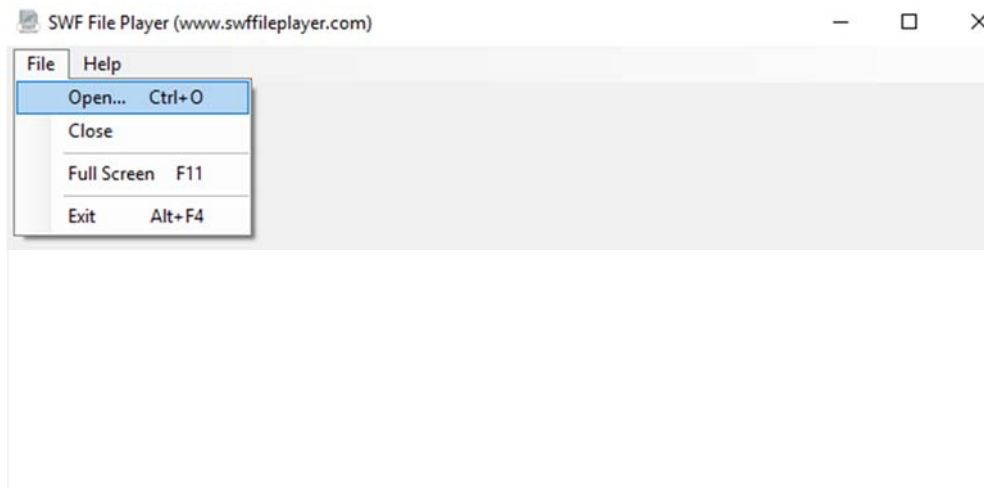 SWF File Player (www.swffileplayer.com)
File Help
Open... Ctrl+O
Close
Full Screen F11
Exit Alt+F4